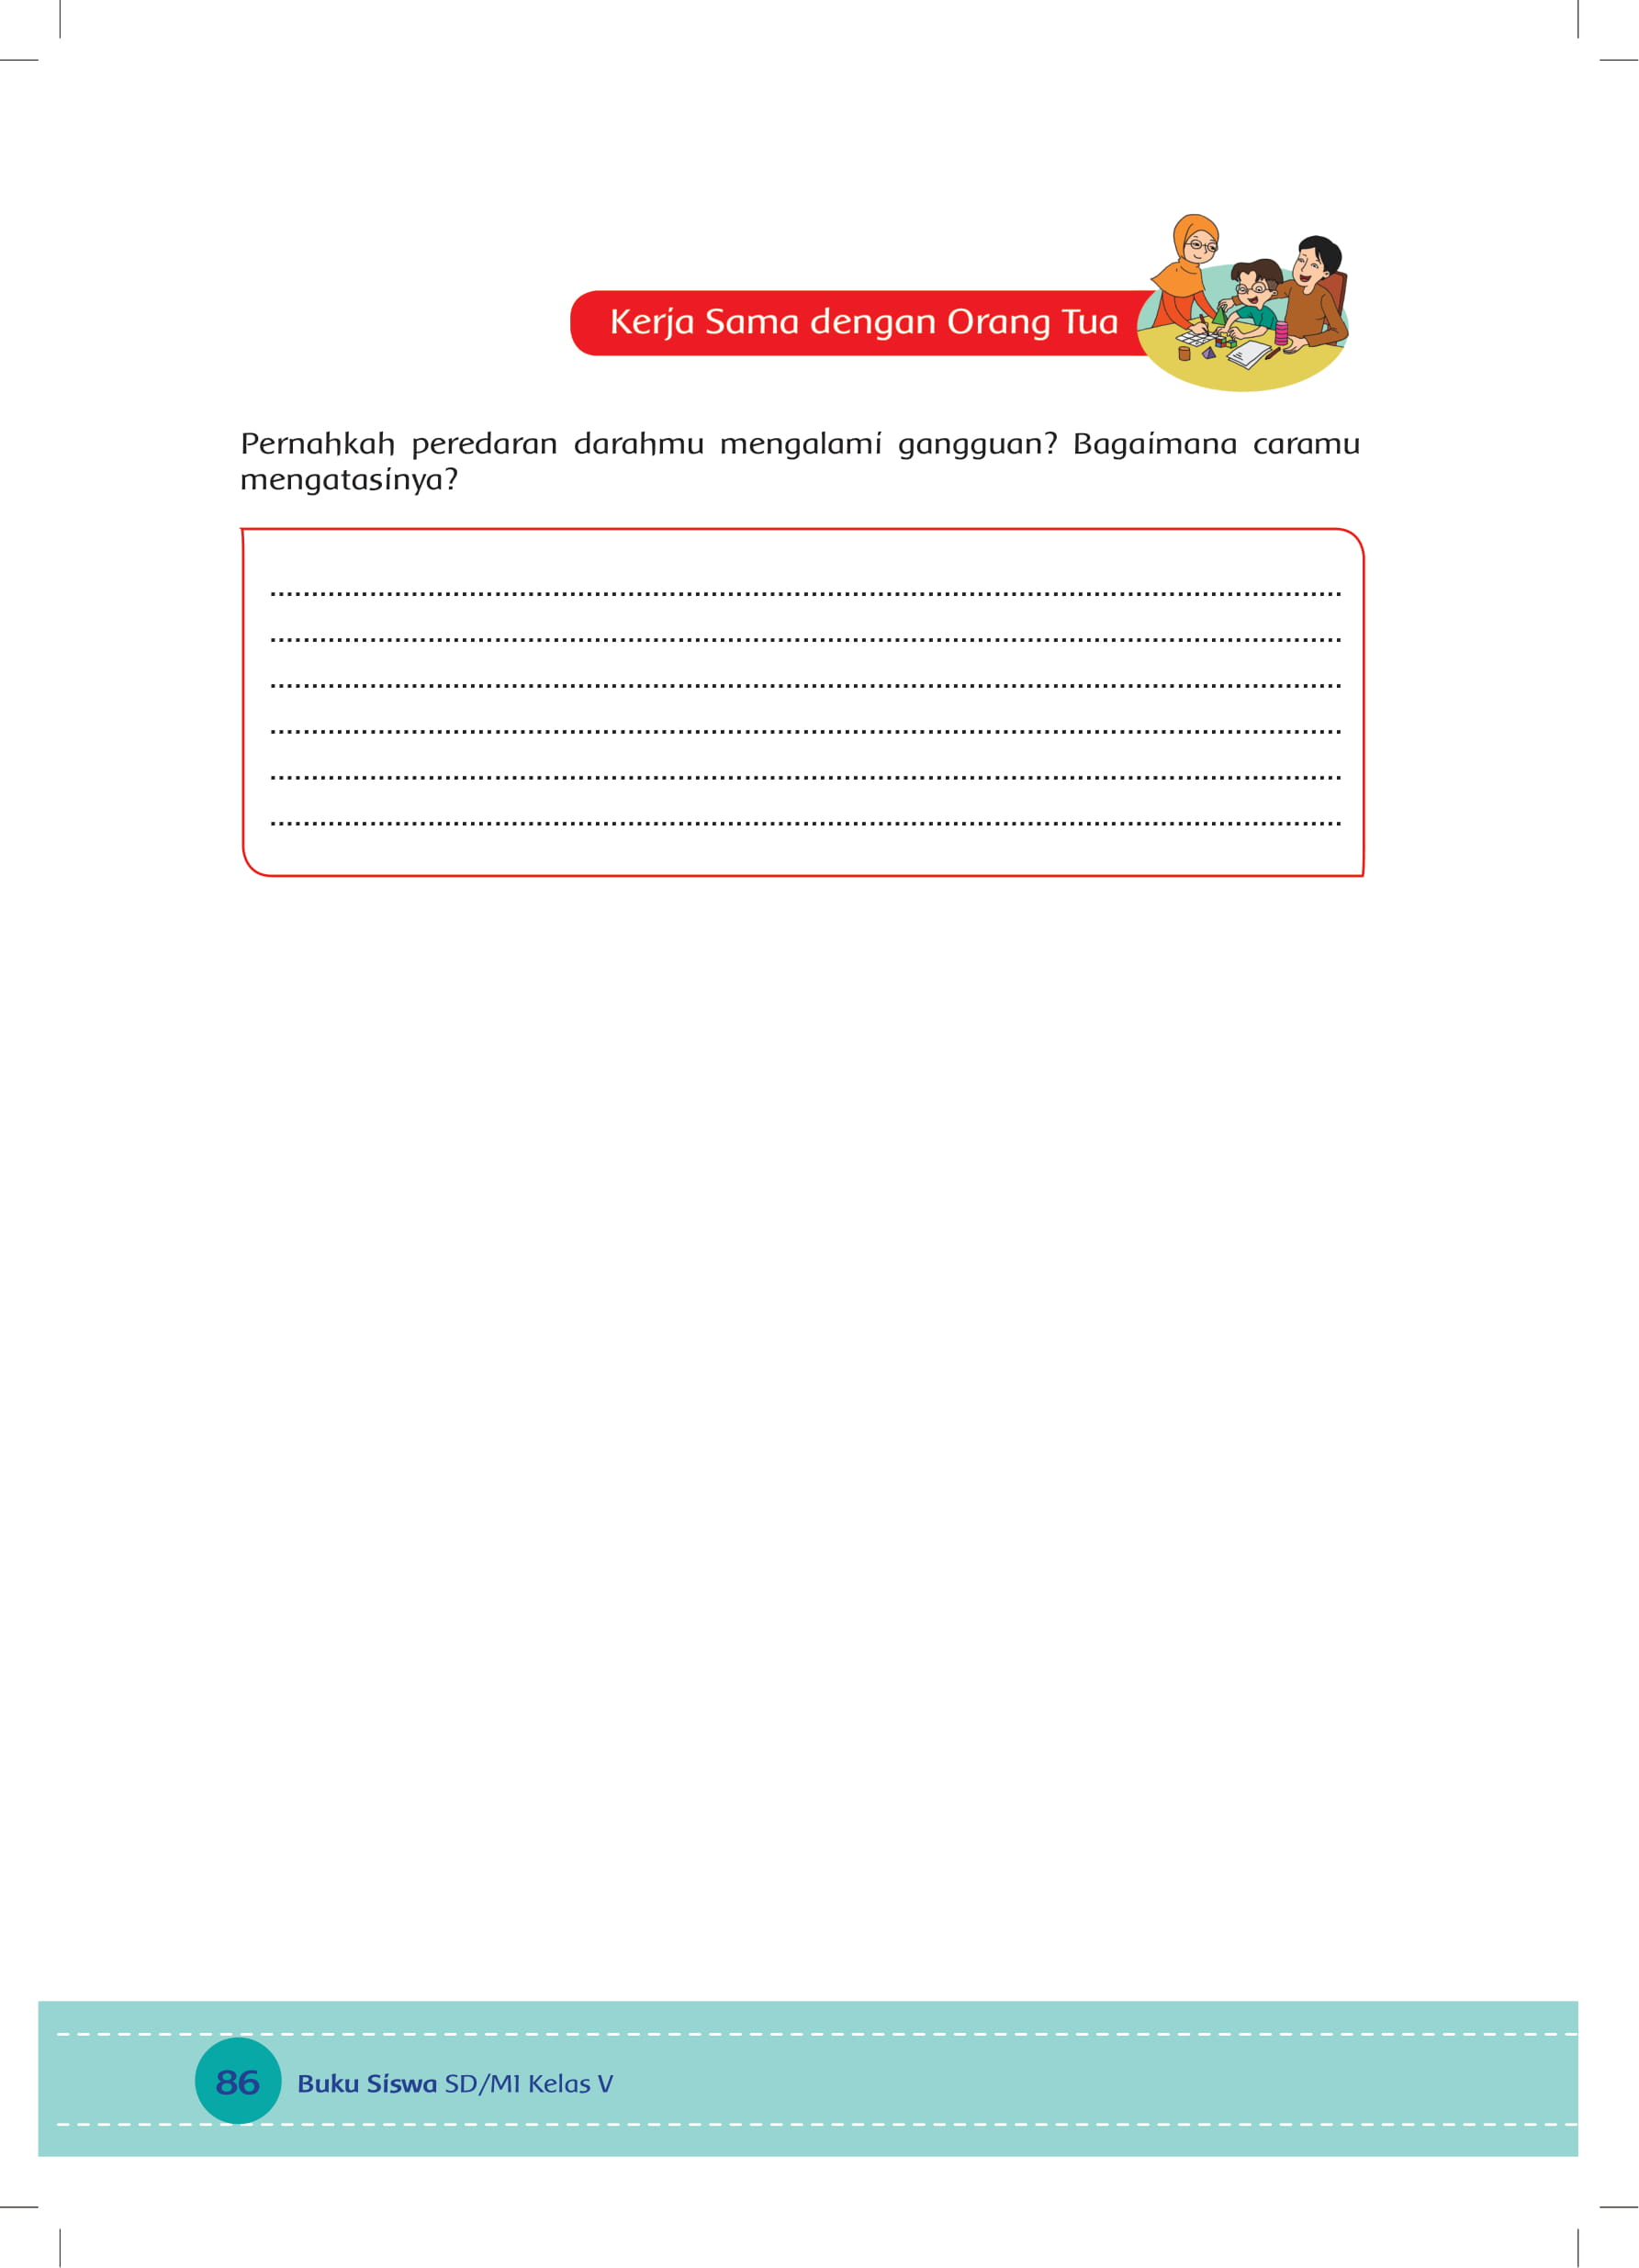 Kerja Sama dengan Orang Tua
Pernahkah peredaran darahmu mengalami gangguan? Bagaimana caramu
mengatasinya?
........................................................................
........................................................................
........................................................................
........................................................................
........................................................................
........................................................................
86 Buku Siswa SD/MI Kelas V